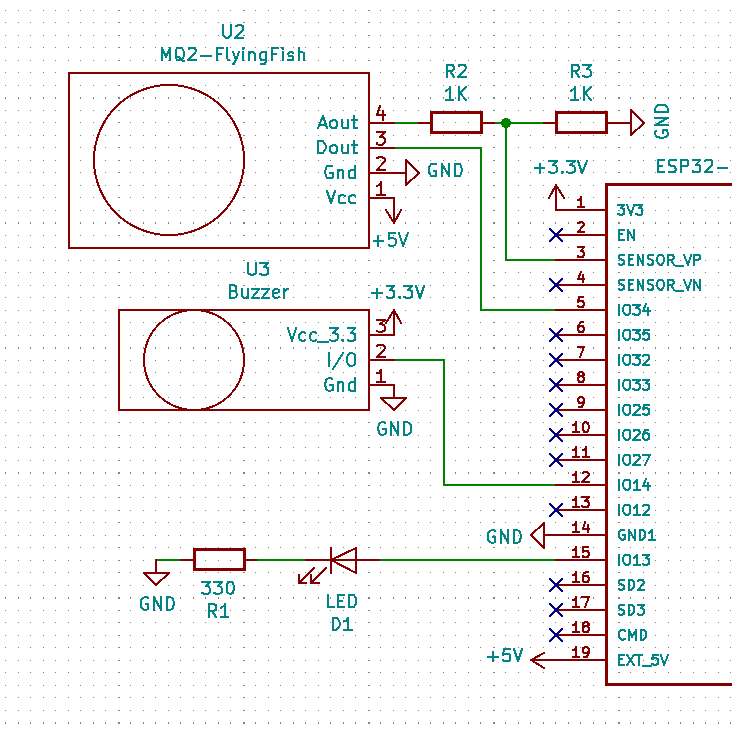 U2
MQ2-FlyingFish
Aout 4
Dout 3
Gnd 2
Vcc 1
GND
+5V
R2
1K
R3
1K
GND
U3
Buzzer
Vcc_3.3 3
I/O 2
Gnd 1
+3.3V
GND
GND
330
R1
LED
D1
ESP32-
+3.3V
1 3V3
2 EN
3 SENSOR_VP
4 SENSOR_VN
5 IO34
6 IO35
7 IO32
8 IO33
9 IO25
10 IO26
11 IO27
12 IO14
13 IO12
GND 14 GND1
15 IO13
16 SD2
17 SD3
18 CMD
+5V 19 EXT_5V